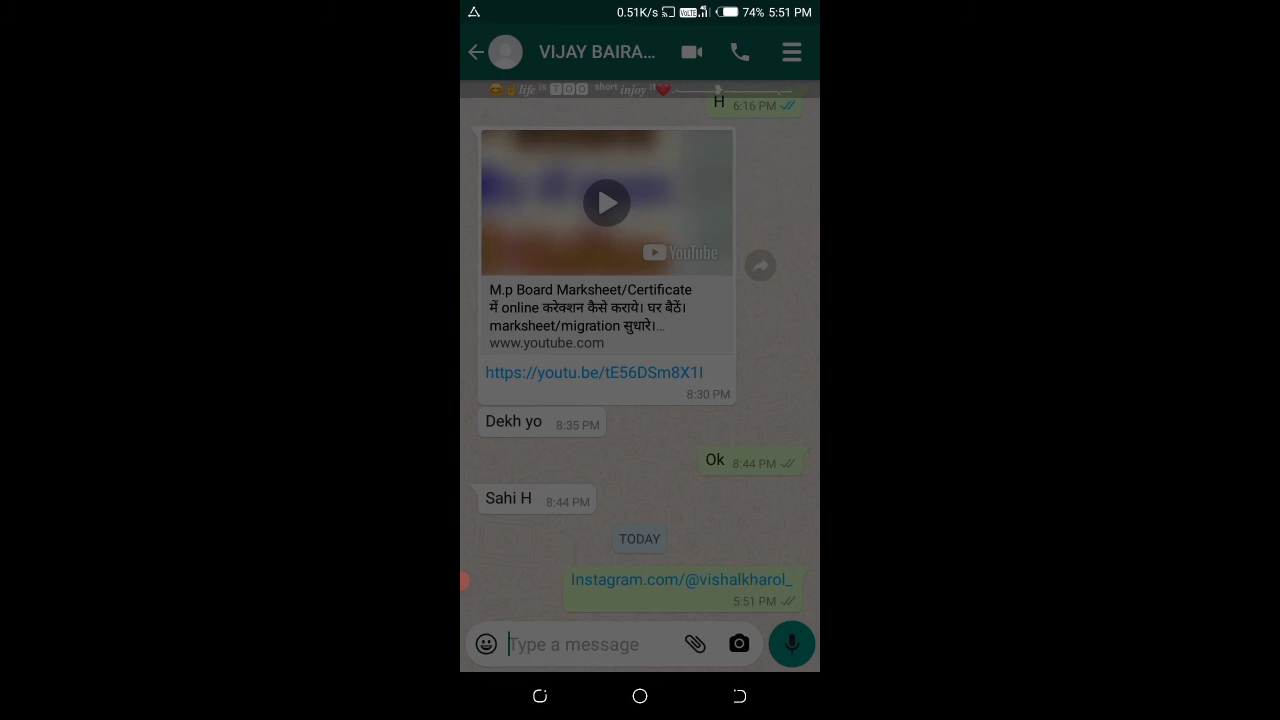 0.51K/s VoLTE 4G 74% 5:51 PM
VIJAY BAIRA...
life is TOO short injoy it
H 6:16 PM
YouTube
M.p Board Marksheet/Certificate
में online करेक्शन कैसे कराये। घर बैठें।
marksheet/migration सुधारे।...
www.youtube.com
https://youtu.be/tE56DSm8X1I
8:30 PM
Dekh yo 8:35 PM
Ok 8:44 PM
Sahi H 8:44 PM
TODAY
Instagram.com/@vishalkharol_
5:51 PM
Type a message